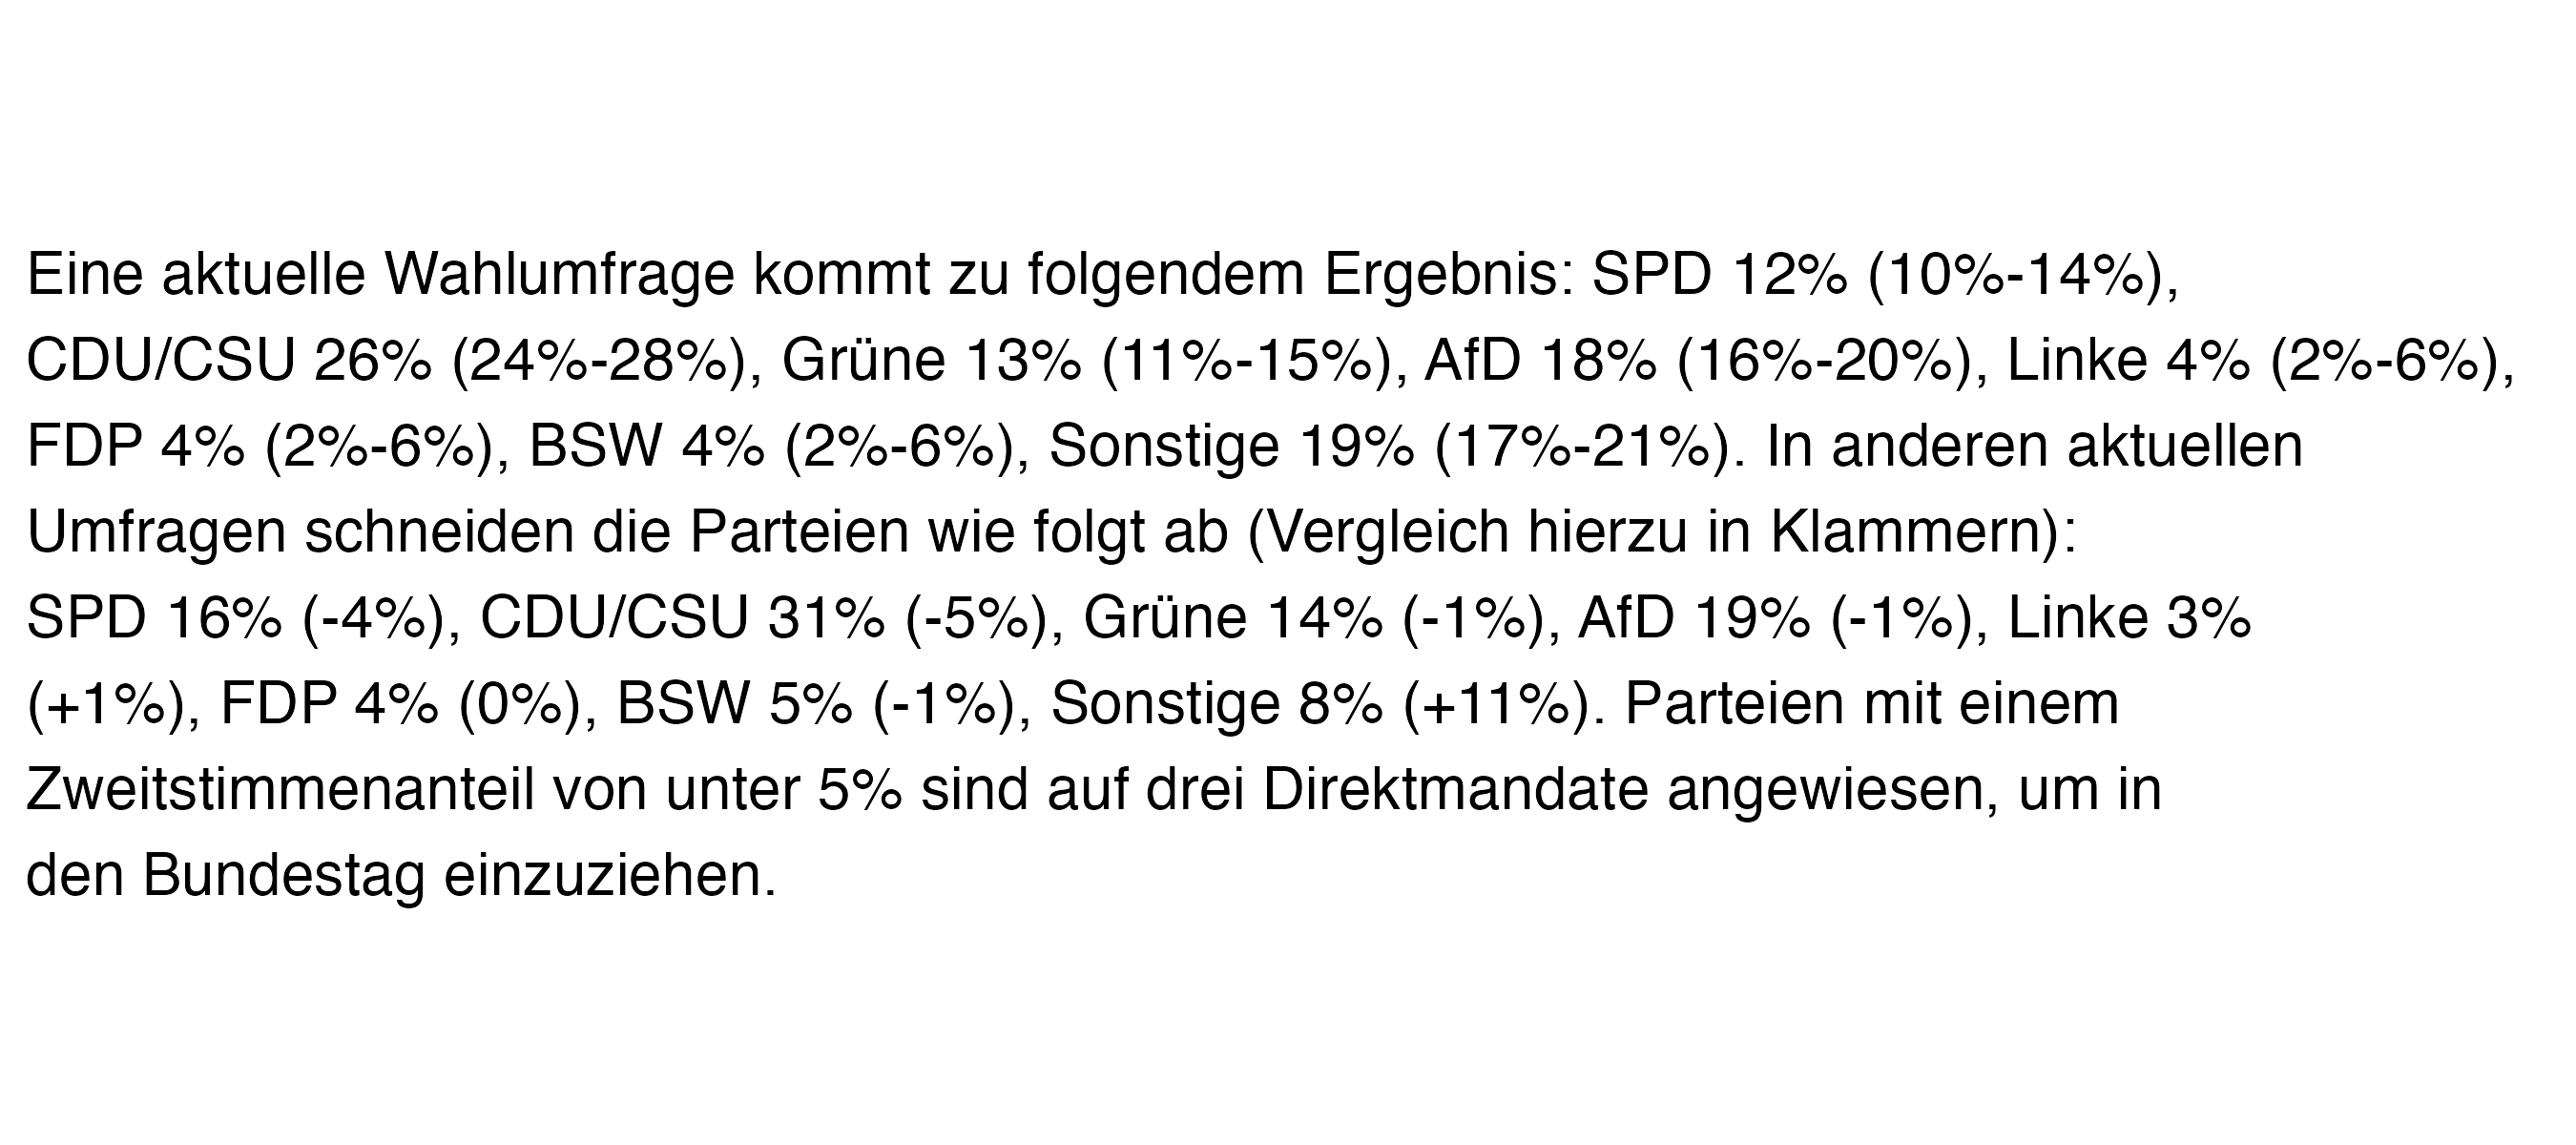 Eine aktuelle Wahlumfrage kommt zu folgendem Ergebnis: SPD 12% (10%-14%),
CDU/CSU 26% (24%-28%), Grüne 13% (11%-15%), AfD 18% (16%-20%), Linke 4% (2%-6%),
FDP 4% (2%-6%), BSW 4% (2%-6%), Sonstige 19% (17%-21%). In anderen aktuellen
Umfragen schneiden die Parteien wie folgt ab (Vergleich hierzu in Klammern):
SPD 16% (-4%), CDU/CSU 31% (-5%), Grüne 14% (-1%), AfD 19% (-1%), Linke 3%
(+1%), FDP 4% (0%), BSW 5% (-1%), Sonstige 8% (+11%). Parteien mit einem
Zweitstimmenanteil von unter 5% sind auf drei Direktmandate angewiesen, um in
den Bundestag einzuziehen.